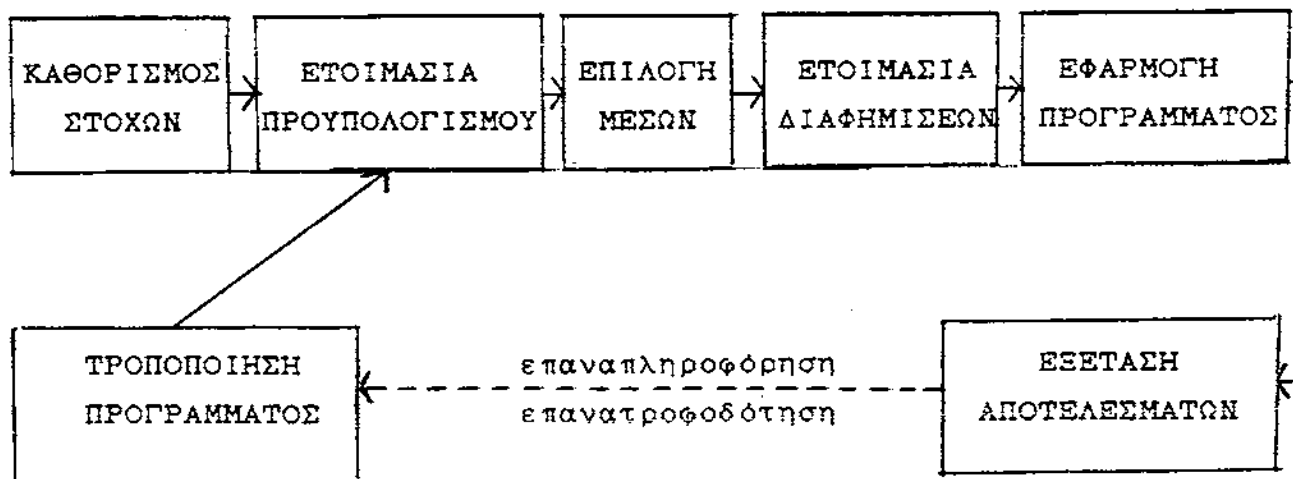 ΚΑΘΟΡΙΣΜΟΣ
ΣΤΟΧΩΝ
ΕΤΟΙΜΑΣΙΑ
ΠΡΟΥΠΟΛΟΓΙΣΜΟΥ
ΕΠΙΛΟΓΗ
ΜΕΣΩΝ
ΕΤΟΙΜΑΣΙΑ
ΔΙΑΦΗΜΙΣΕΩΝ
ΕΦΑΡΜΟΓΗ
ΠΡΟΓΡΑΜΜΑΤΟΣ
ΤΡΟΠΟΠΟΙΗΣΗ
ΠΡΟΓΡΑΜΜΑΤΟΣ
επαναπληροφόρηση
επανατροφοδότηση
ΕΞΕΤΑΣΗ
ΑΠΟΤΕΛΕΣΜΑΤΩΝ